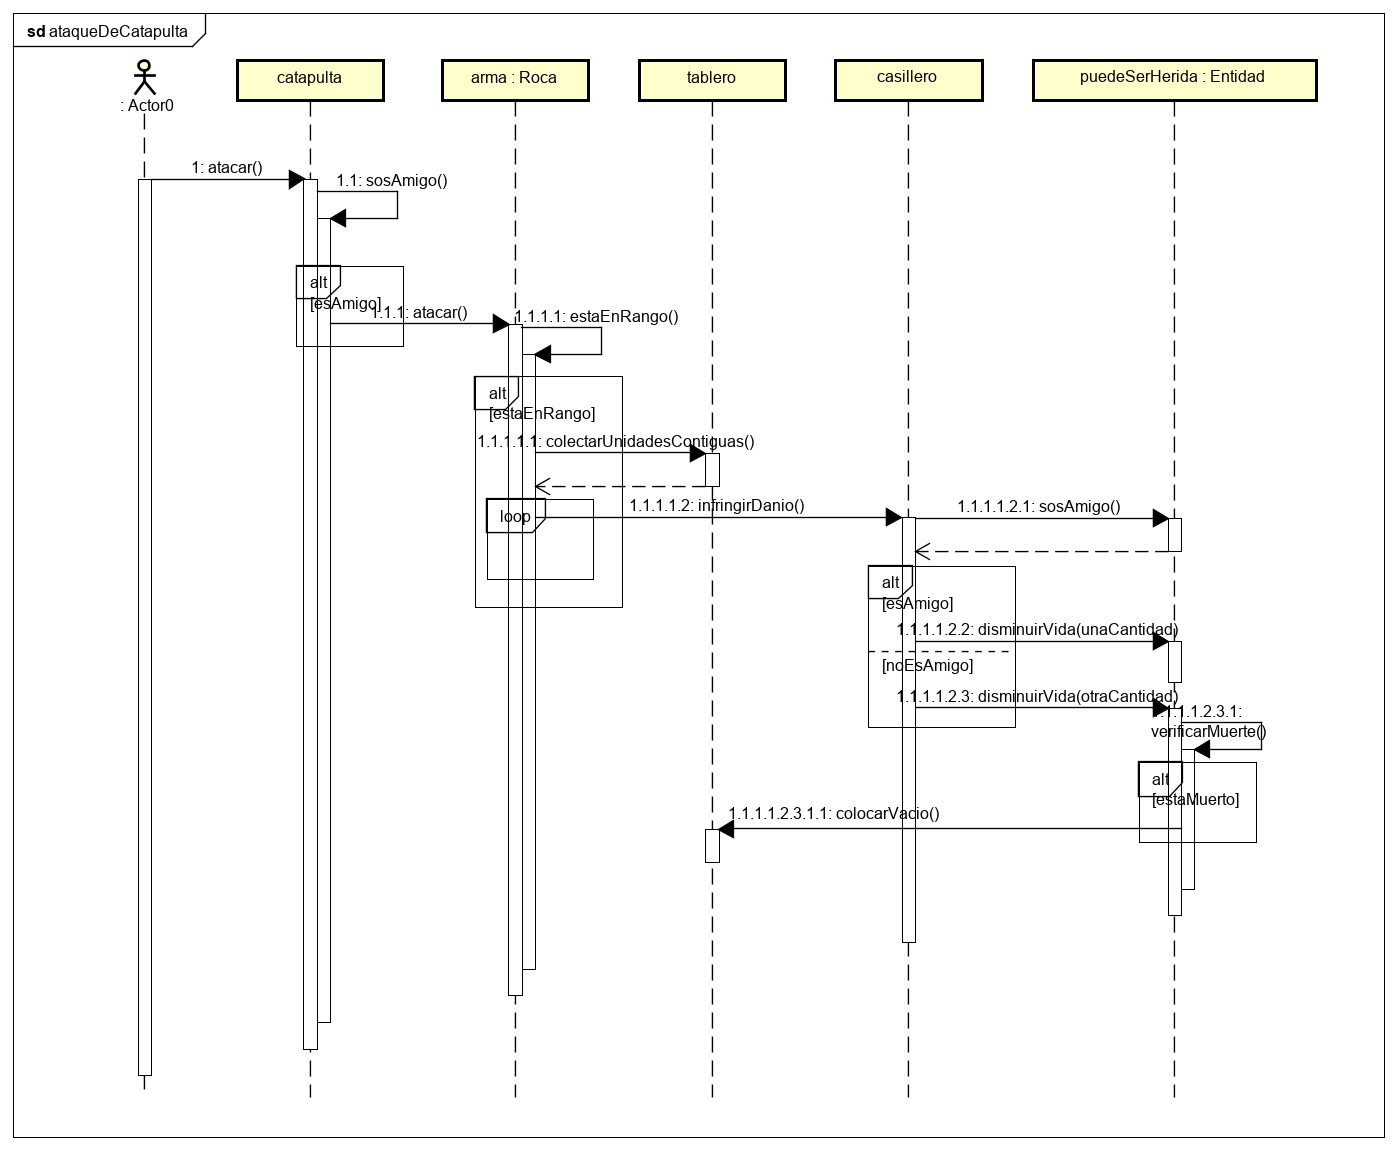 sd ataqueDeCatapulta
: Actor0
catapulta
arma : Roca
tablero
casillero
puedeSerHerida : Entidad
1: atacar()
1.1: sosAmigo()
alt
[esAmigo]
1.1.1: atacar()
1.1.1.1: estaEnRango()
alt
[estaEnRango]
1.1.1.1.1: colectarUnidadesContiguas()
loop
1.1.1.1.2: infringirDanio()
1.1.1.1.2.1: sosAmigo()
alt
[esAmigo]
1.1.1.1.2.2: disminuirVida(unaCantidad)
[noEsAmigo]
1.1.1.1.2.3: disminuirVida(otraCantidad)
1.1.1.1.2.3.1:
verificarMuerte()
alt
[estaMuerto]
1.1.1.1.2.3.1.1: colocarVacio()